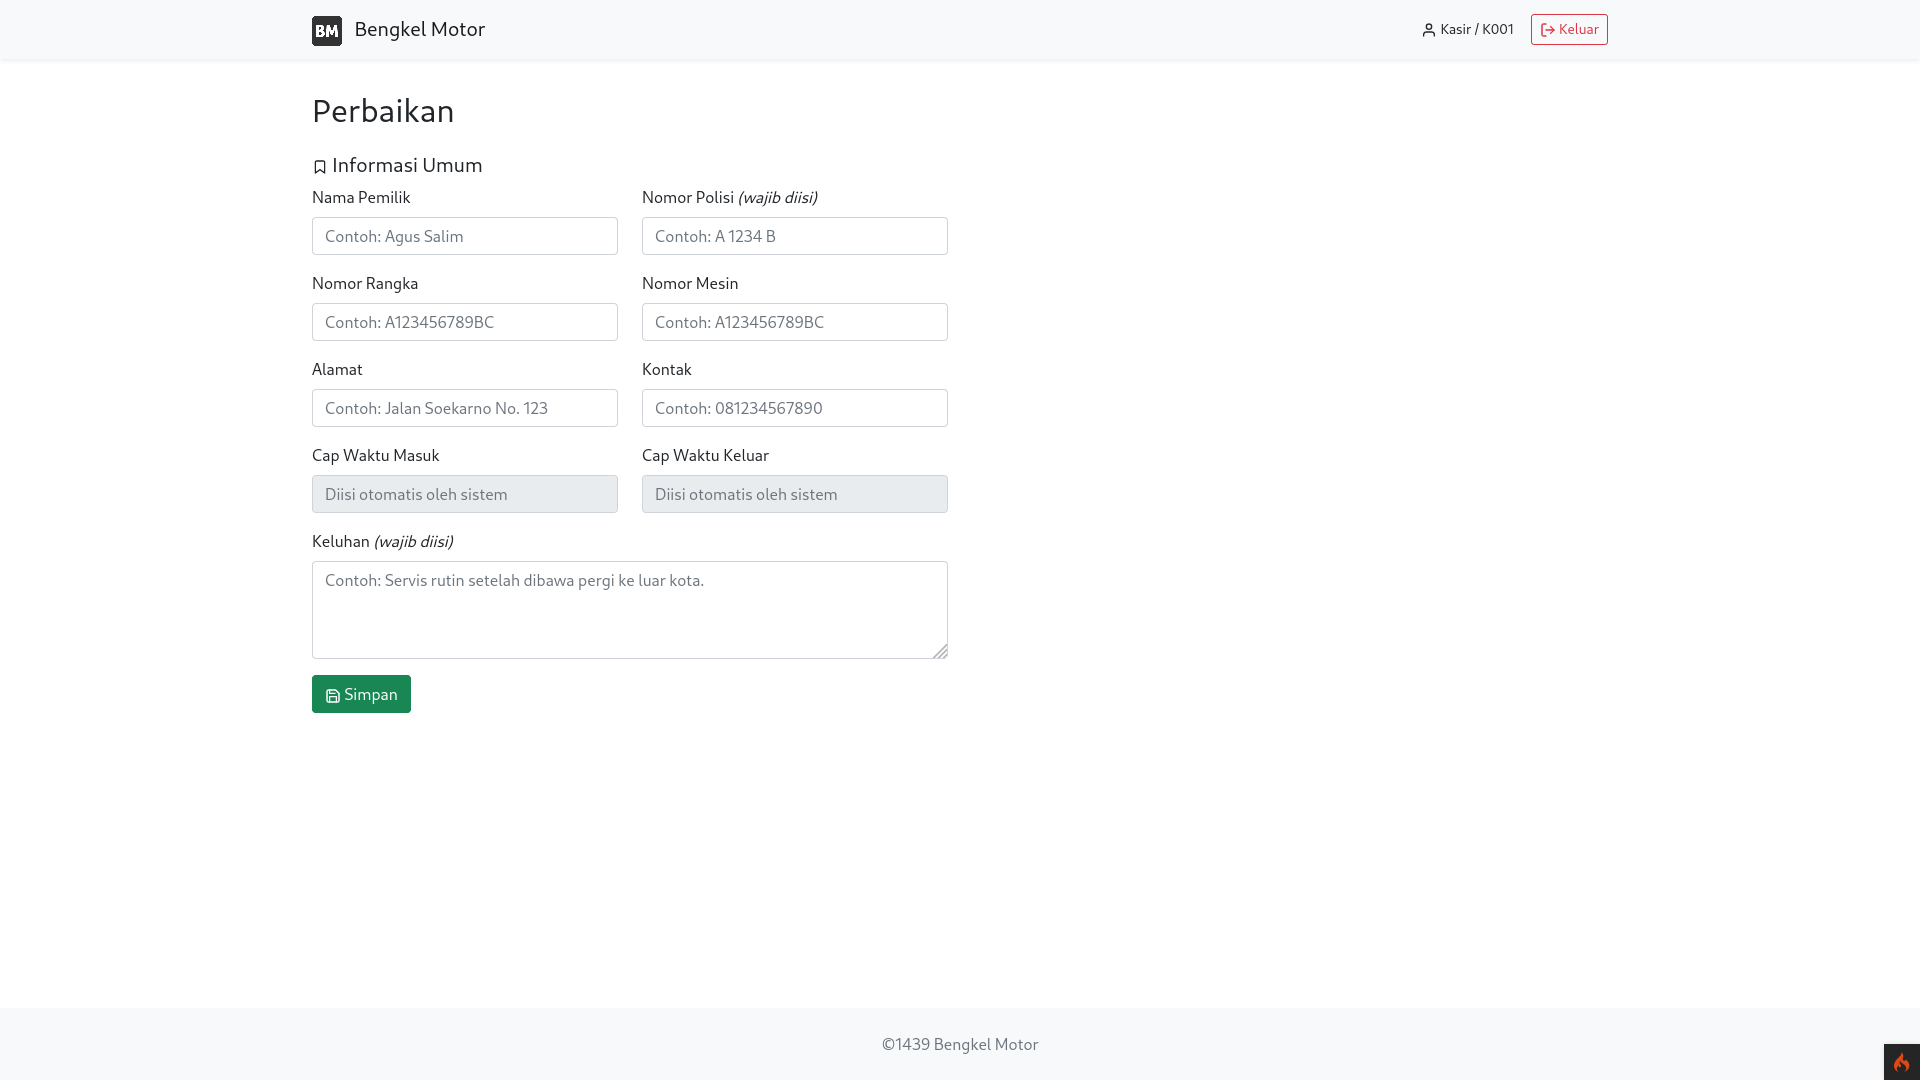 BM Bengkel Motor
Kasir / K001
Keluar
Perbaikan
Informasi Umum
Nama Pemilik
Contoh: Agus Salim
Nomor Polisi (wajib diisi)
Contoh: A 1234 B
Nomor Rangka
Contoh: A123456789BC
Nomor Mesin
Contoh: A123456789BC
Alamat
Contoh: Jalan Soekarno No. 123
Kontak
Contoh: 081234567890
Cap Waktu Masuk
Diisi otomatis oleh sistem
Cap Waktu Keluar
Diisi otomatis oleh sistem
Keluhan (wajib diisi)
Contoh: Servis rutin setelah dibawa pergi ke luar kota.
Simpan
©1439 Bengkel Motor